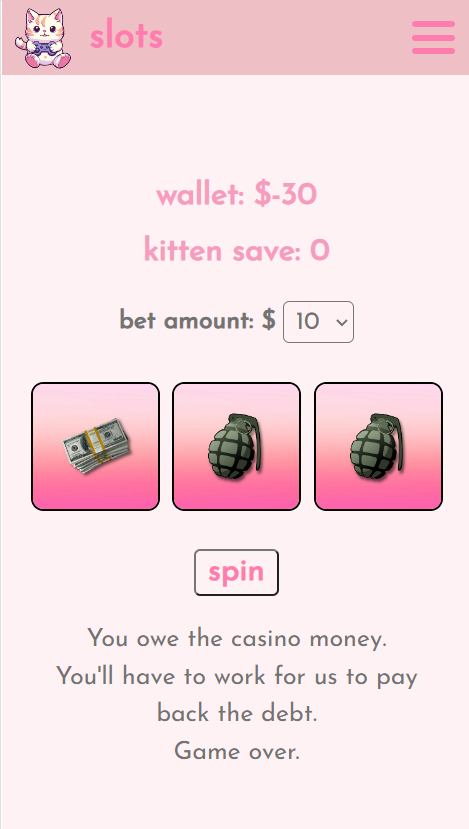 slots
wallet: $-30
kitten save: 0
bet amount: $ 10
spin
You owe the casino money.
You'll have to work for us to pay
back the debt.
Game over.